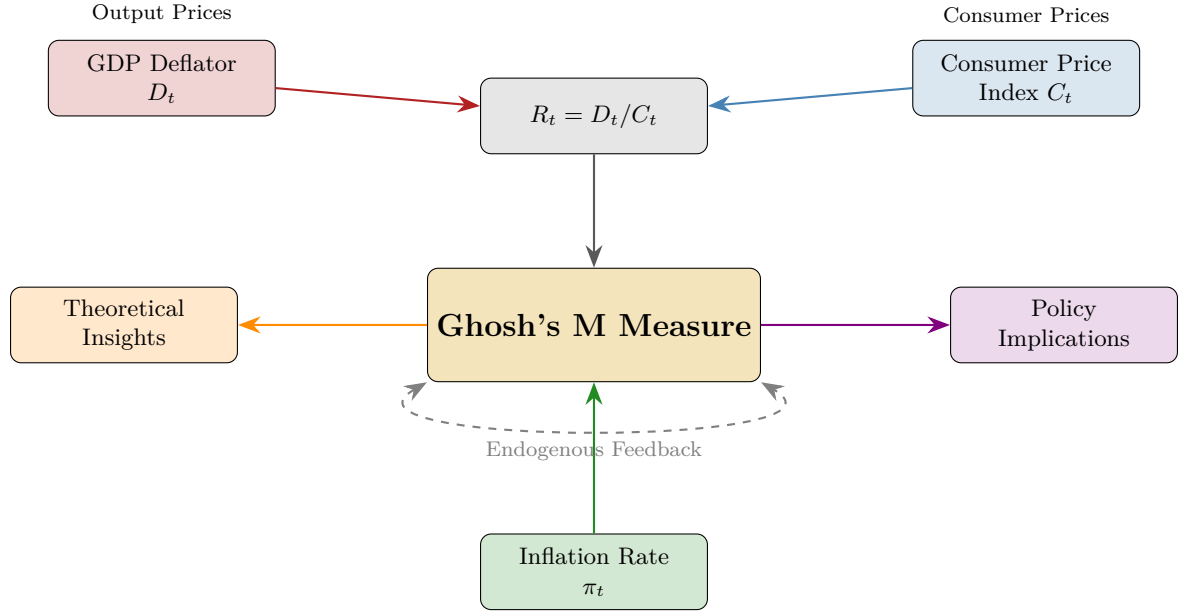 Output Prices
Consumer Prices
GDP Deflator
D_t
R_t = D_t/C_t
Consumer Price
Index C_t
Theoretical
Insights
Ghosh's M Measure
Policy
Implications
Endogenous Feedback
Inflation Rate
π_t